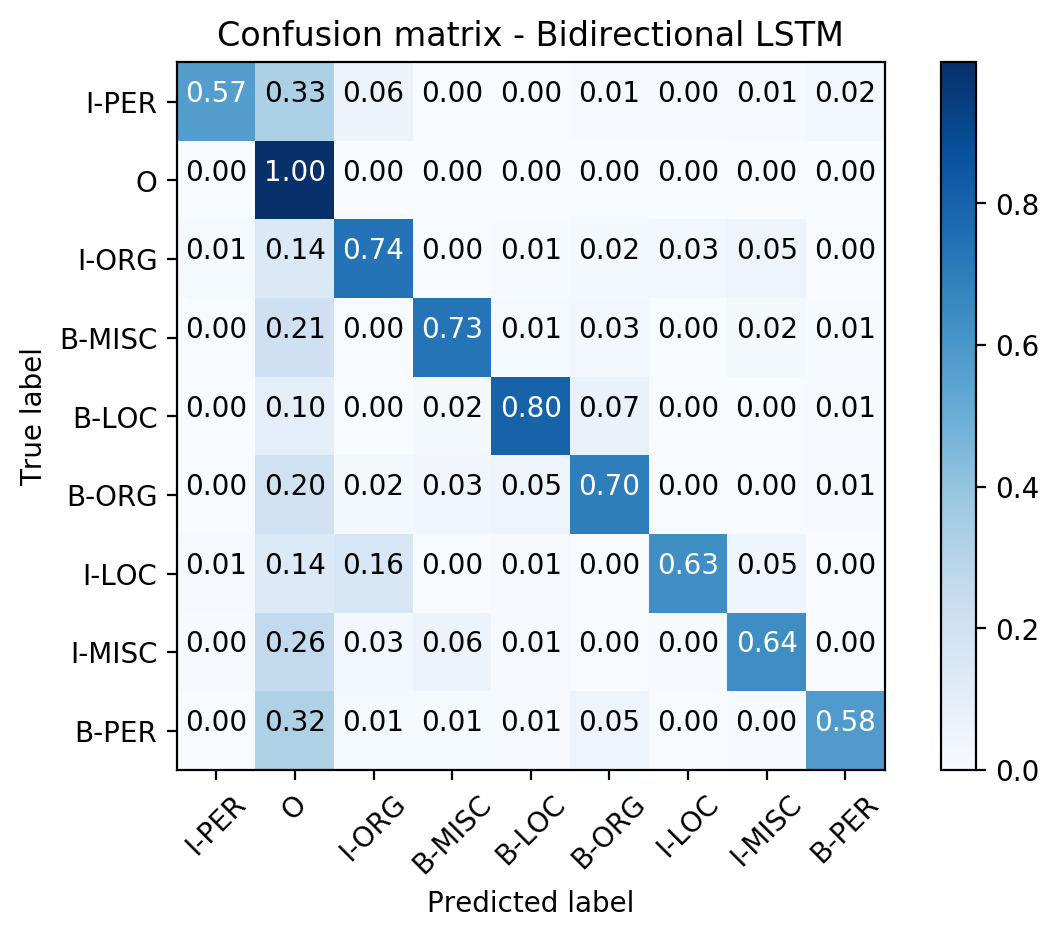 Confusion matrix - Bidirectional LSTM
I-PER 0.57 0.33 0.06 0.00 0.00 0.01 0.00 0.01 0.02
O 0.00 1.00 0.00 0.00 0.00 0.00 0.00 0.00 0.00
I-ORG 0.01 0.14 0.74 0.00 0.01 0.02 0.03 0.05 0.00
B-MISC 0.00 0.21 0.00 0.73 0.01 0.03 0.00 0.02 0.01
B-LOC 0.00 0.10 0.00 0.02 0.80 0.07 0.00 0.00 0.01
B-ORG 0.00 0.20 0.02 0.03 0.05 0.70 0.00 0.00 0.01
I-LOC 0.01 0.14 0.16 0.00 0.01 0.00 0.63 0.05 0.00
I-MISC 0.00 0.26 0.03 0.06 0.01 0.00 0.00 0.64 0.00
B-PER 0.00 0.32 0.01 0.01 0.01 0.05 0.00 0.00 0.58
I-PER O I-ORG B-MISC B-LOC B-ORG I-LOC I-MISC B-PER
Predicted label
True label
0.8
0.6
0.4
0.2
0.0